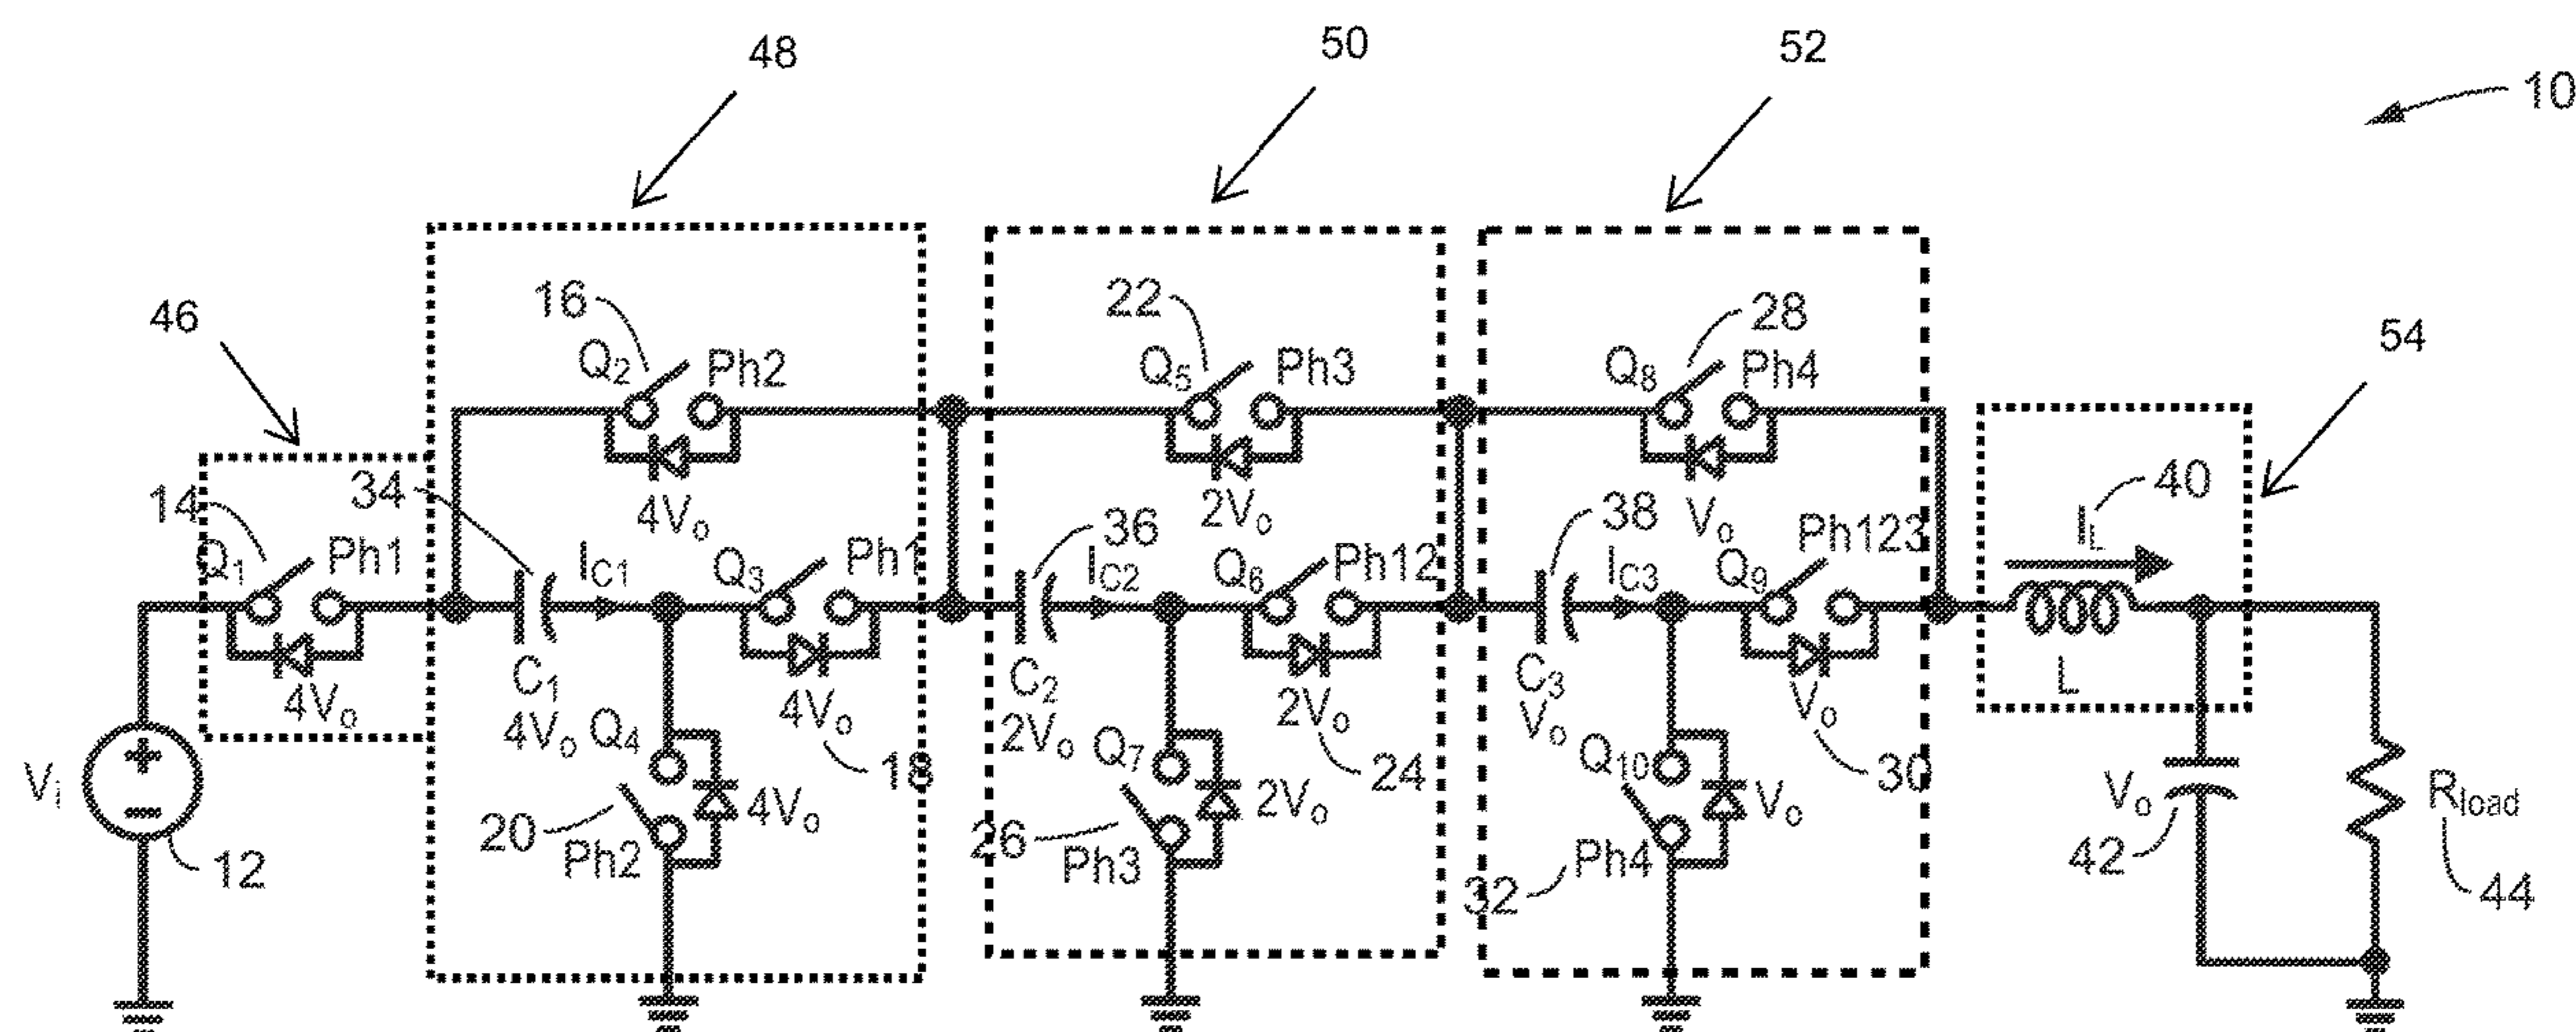 48
50
52
10
46
54
16
Q2
Ph2
4Vo
22
Q5
Ph3
2Vo
28
Q8
Ph4
Vo
14
Q1
Ph1
4Vo
34
IC1
C1
4Vo
Q3
Ph1
4Vo
18
36
IC2
C2
2Vo
Q6
Ph12
2Vo
24
38
IC3
C3
Vo
Q9
Ph123
Vo
30
40
IL
L
Vi
+
−
12
Q4
20
Ph2
4Vo
Q7
26
Ph3
2Vo
Q10
32
Ph4
Vo
Vo
42
Rload
44